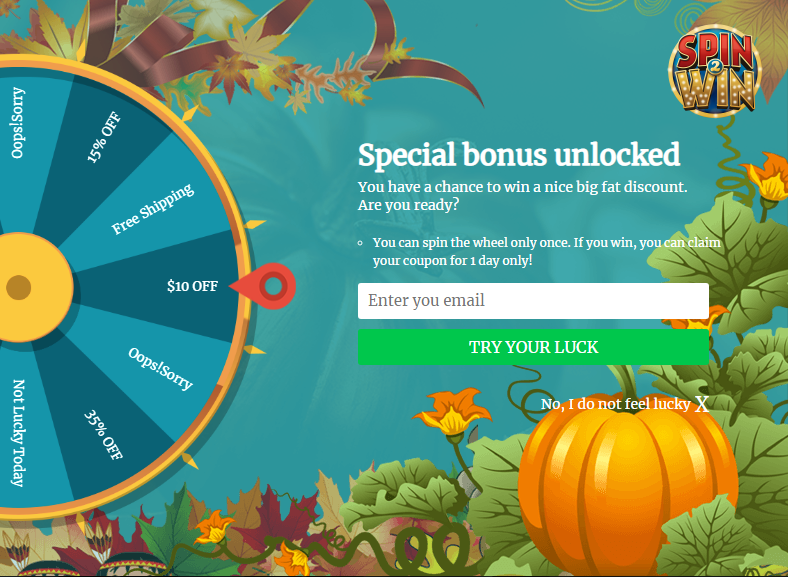 SPIN
2
WIN
Oops!Sorry
15% OFF
Free Shipping
$10 OFF
Oops!Sorry
35% OFF
Not Lucky Today
Special bonus unlocked
You have a chance to win a nice big fat discount.
Are you ready?
You can spin the wheel only once. If you win, you can claim
your coupon for 1 day only!
Enter you email
TRY YOUR LUCK
No, I do not feel lucky X